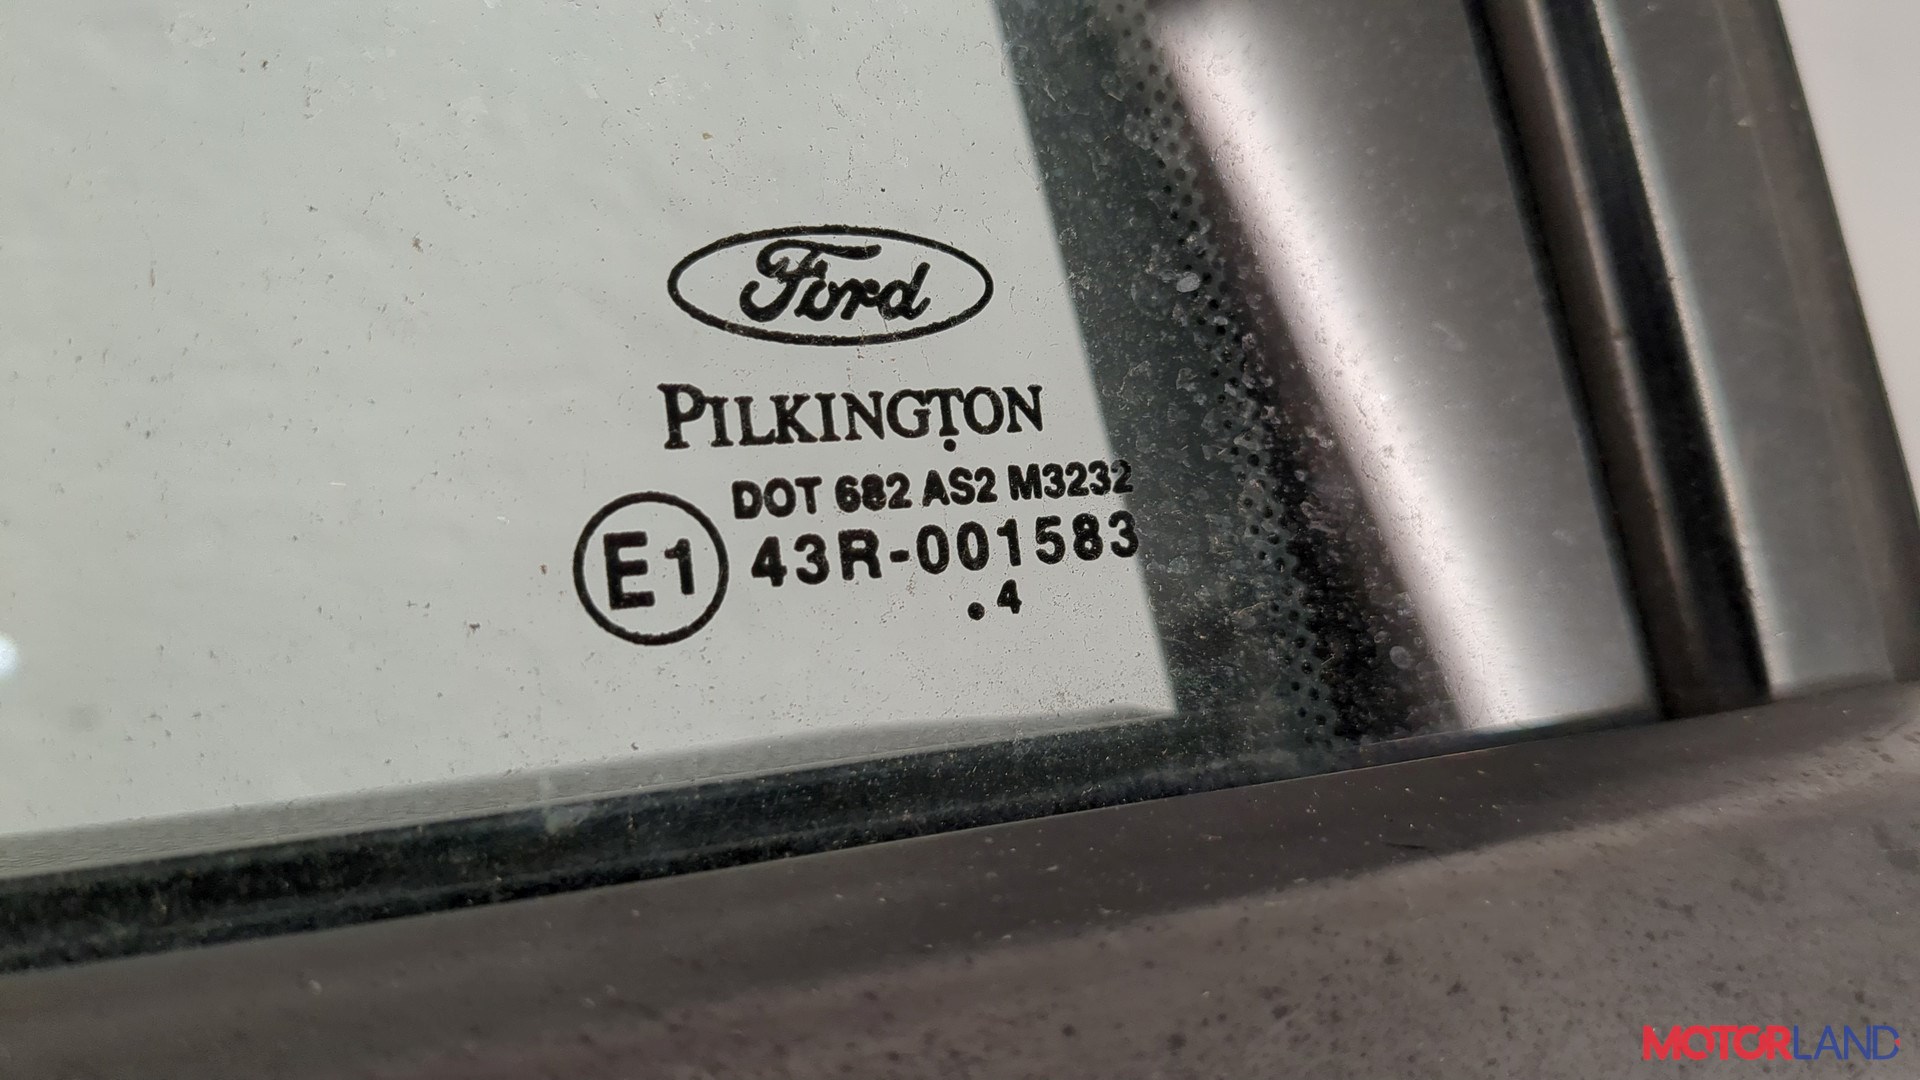 Ford
PILKINGTON
DOT 682 AS2 M3232
E1 43R-001583
.4
MOTORLAND